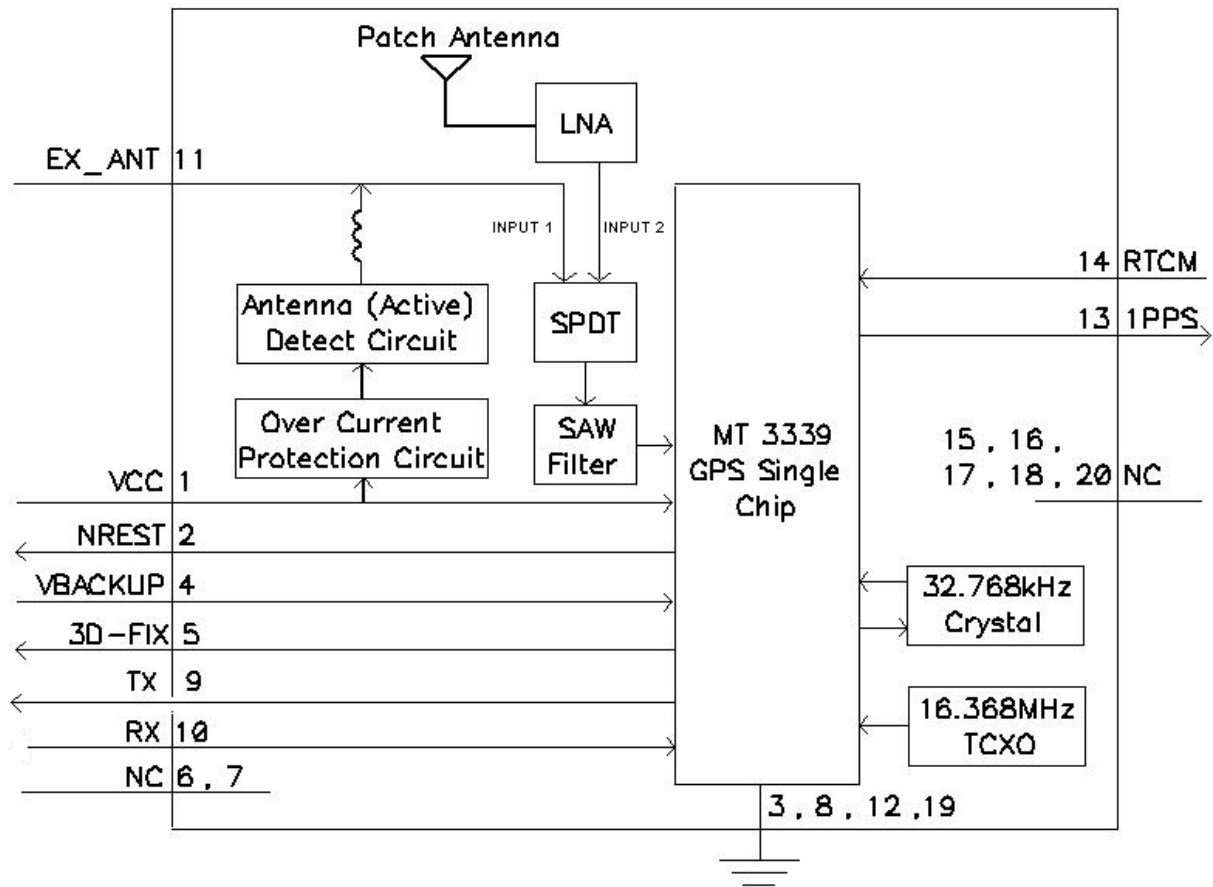 Patch Antenna
LNA
EX_ANT 11
INPUT 1
INPUT 2
14 RTCM
Antenna (Active)
Detect Circuit
SPDT
13 1PPS
Over Current
Protection Circuit
SAW
Filter
MT 3339
GPS Single
Chip
15 , 16 ,
17 , 18 , 20 NC
VCC 1
NREST 2
VBACKUP 4
32.768kHz
Crystal
3D-FIX 5
TX 9
16.368MHz
TCXO
RX 10
NC 6 , 7
3 , 8 , 12 ,19